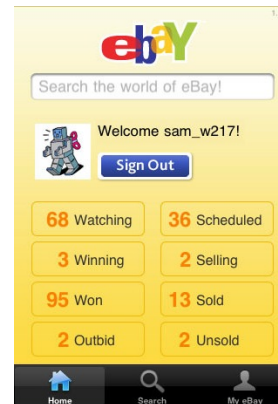 ebaY
Search the world of eBay!
Welcome sam_w217!
Sign Out
68 Watching
36 Scheduled
3 Winning
2 Selling
95 Won
13 Sold
2 Outbid
2 Unsold
Home
Search
My eBay